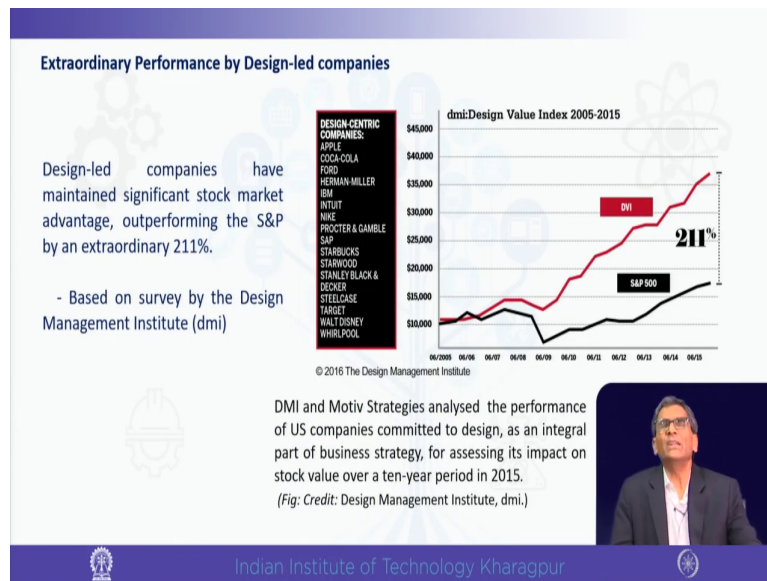 Extraordinary Performance by Design-led companies
Design-led companies have
maintained significant stock market
advantage, outperforming the S&P
by an extraordinary 211%.
- Based on survey by the Design
Management Institute (dmi)
DESIGN-CENTRIC
COMPANIES:
APPLE
COCA-COLA
FORD
HERMAN-MILLER
IBM
INTUIT
NIKE
PROCTER & GAMBLE
SAP
STARBUCKS
STARWOOD
STANLEY BLACK &
DECKER
STEELCASE
TARGET
WALT DISNEY
WHIRLPOOL
dmi:Design Value Index 2005-2015
$45,000
$40,000
$35,000
$30,000
$25,000
$20,000
$15,000
$10,000
DVI
211%
S&P 500
06/2005 06/06 06/07 06/08 06/09 06/10 06/11 06/12 06/13 06/14 06/15
© 2016 The Design Management Institute
DMI and Motiv Strategies analysed the performance
of US companies committed to design, as an integral
part of business strategy, for assessing its impact on
stock value over a ten-year period in 2015.
(Fig: Credit: Design Management Institute, dmi.)
Indian Institute of Technology Kharagpur